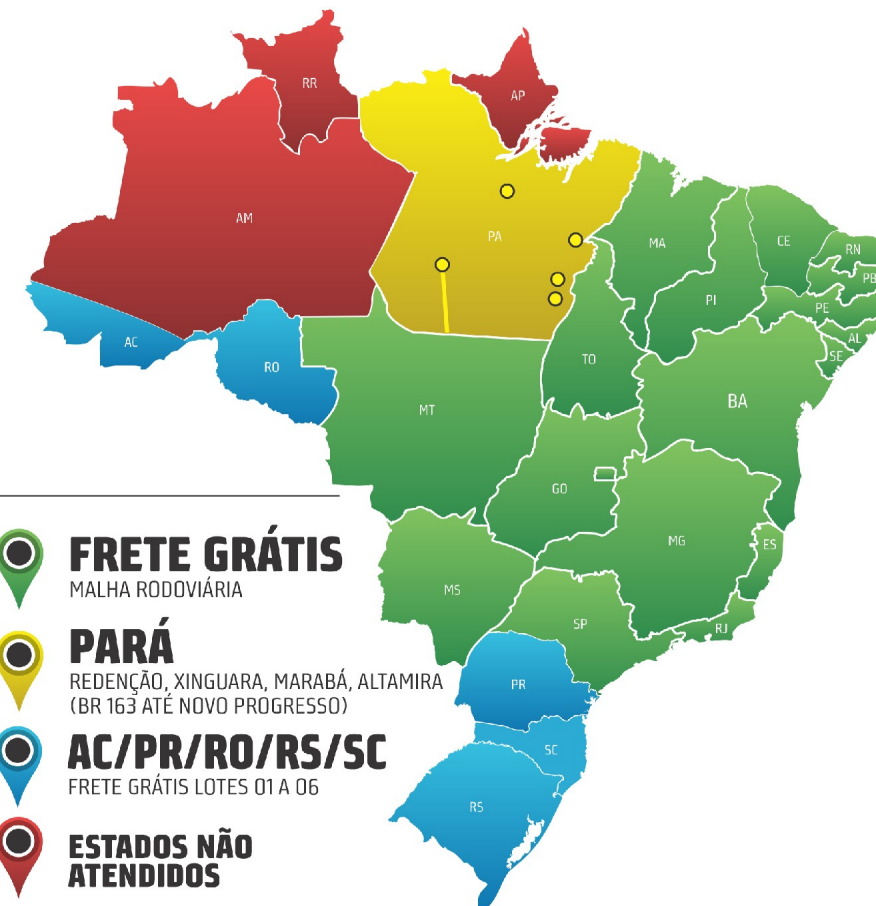 RR
AP
AM
PA
MA
CE
RN
PB
PI
PE
AL
SE
AC
RO
TO
MT
BA
GO
MG
ES
MS
SP
RJ
PR
SC
RS
FRETE GRÁTIS
MALHA RODOVIÁRIA
PARÁ
REDENÇÃO, XINGUARA, MARABÁ, ALTAMIRA
(BR 163 ATÉ NOVO PROGRESSO)
AC/PR/RO/RS/SC
FRETE GRÁTIS LOTES 01 A 06
ESTADOS NÃO
ATENDIDOS